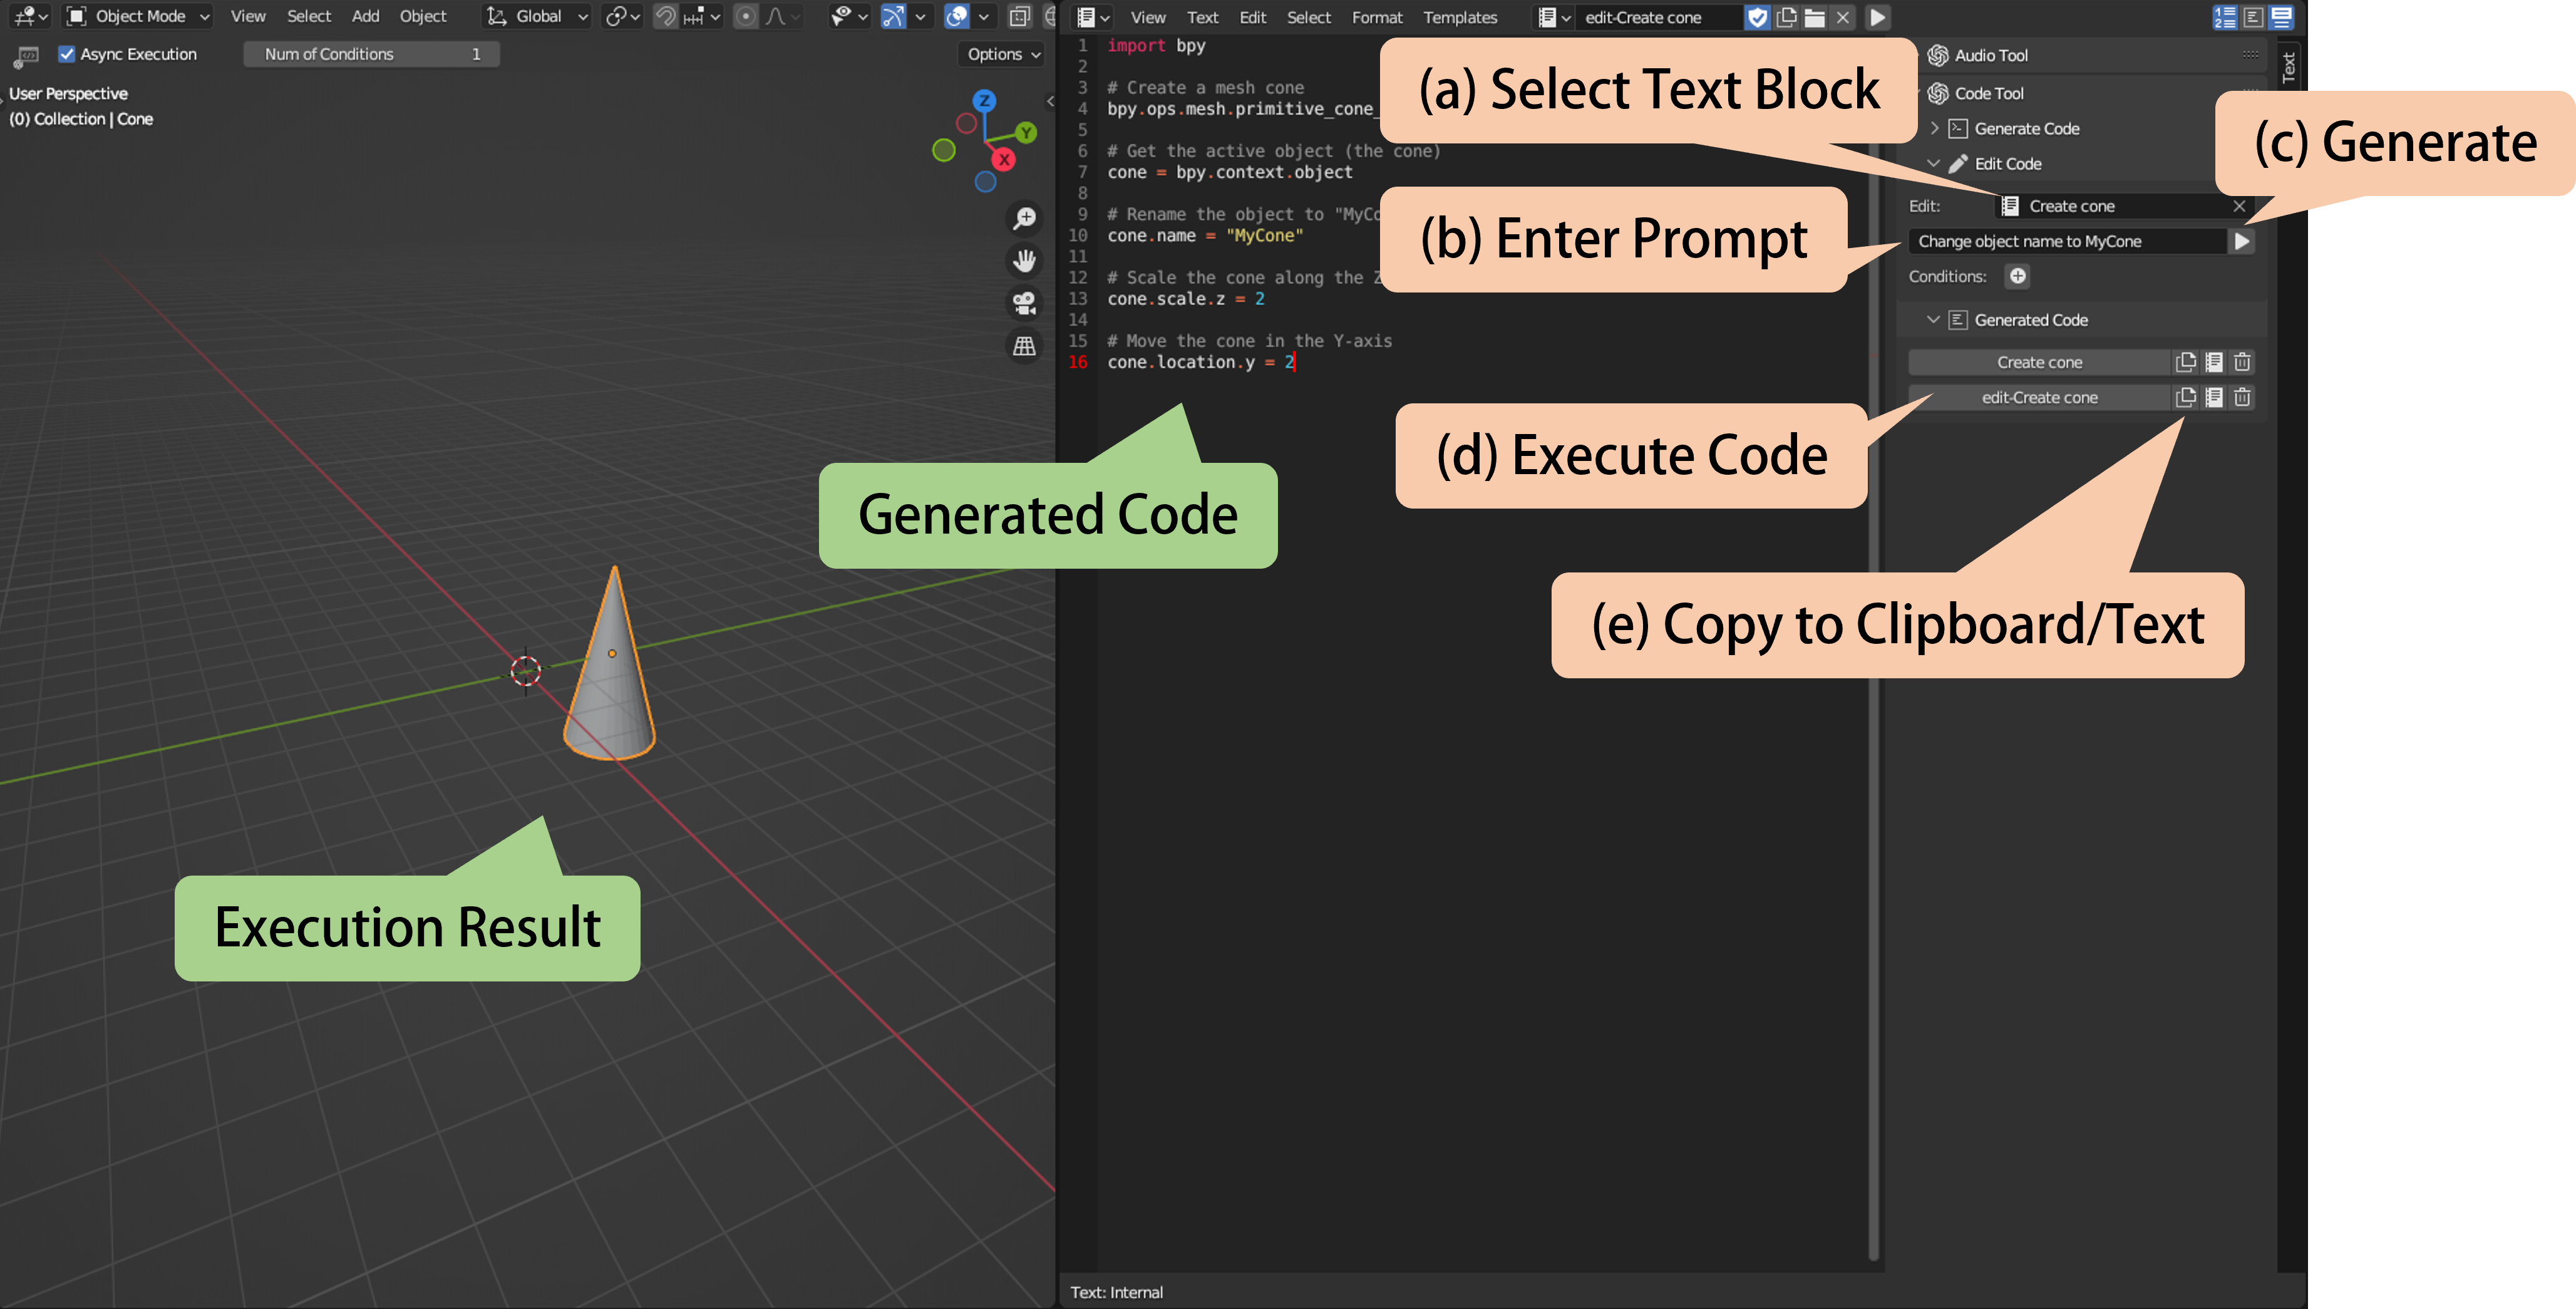 Object Mode View Select Add Object Global
Async Execution Num of Conditions 1 Options
User Perspective
(0) Collection | Cone
Z
Y
X
View Text Edit Select Format Templates edit-Create cone
1 import bpy
2
3 # Create a mesh cone
4 bpy.ops.mesh.primitive_cone_
5
6 # Get the active object (the cone)
7 cone = bpy.context.object
8
9 # Rename the object to "MyCo
10 cone.name = "MyCone"
11
12 # Scale the cone along the Z
13 cone.scale.z = 2
14
15 # Move the cone in the Y-axis
16 cone.location.y = 2
Text: Internal
Audio Tool
Code Tool
Generate Code
Edit Code
Edit: Create cone
Change object name to MyCone
Conditions:
Generated Code
Create cone
edit-Create cone
Text
(a) Select Text Block
(b) Enter Prompt
(c) Generate
(d) Execute Code
(e) Copy to Clipboard/Text
Generated Code
Execution Result